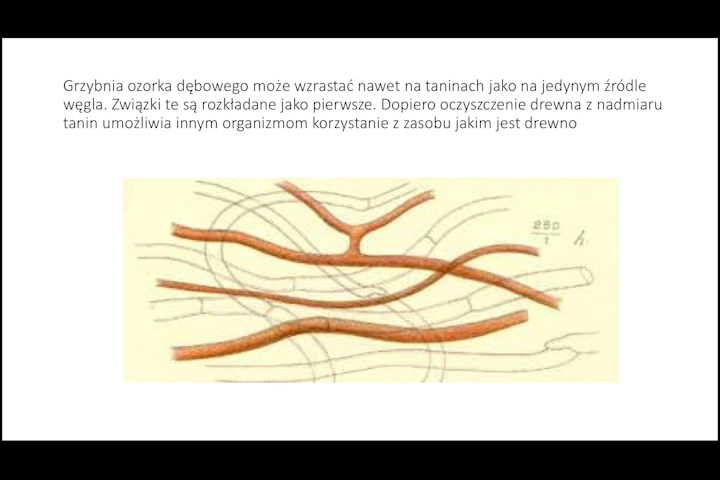 Grzybnia ozorka dębowego może wzrastać nawet na taninach jako na jedynym źródle
węgla. Związki te są rozkładane jako pierwsze. Dopiero oczyszczenie drewna z nadmiaru
tanin umożliwia innym organizmom korzystanie z zasobu jakim jest drewno
250
1 h.